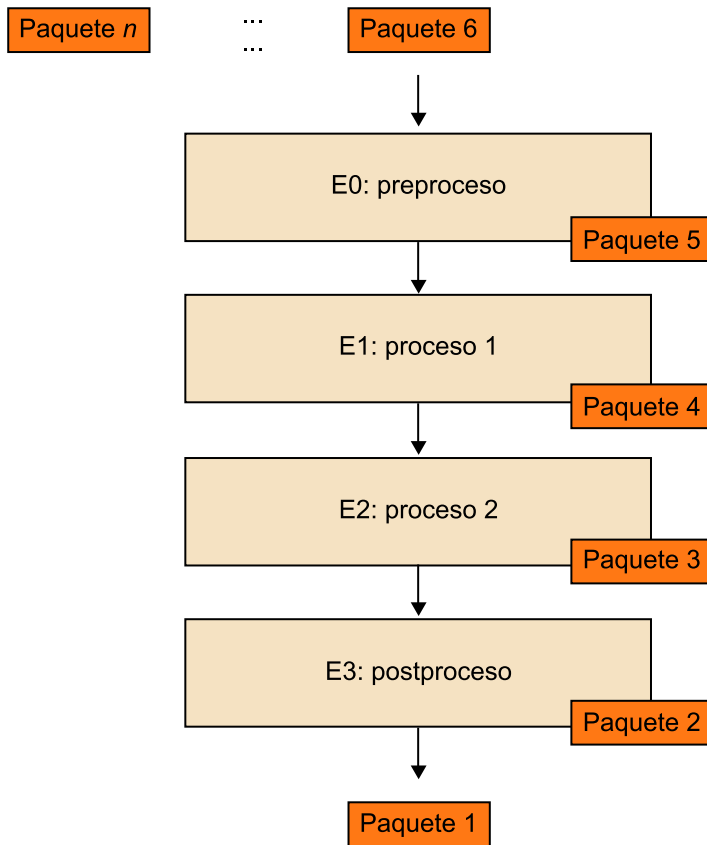 Paquete n
...
...
Paquete 6
E0: preproceso
Paquete 5
E1: proceso 1
Paquete 4
E2: proceso 2
Paquete 3
E3: postproceso
Paquete 2
Paquete 1